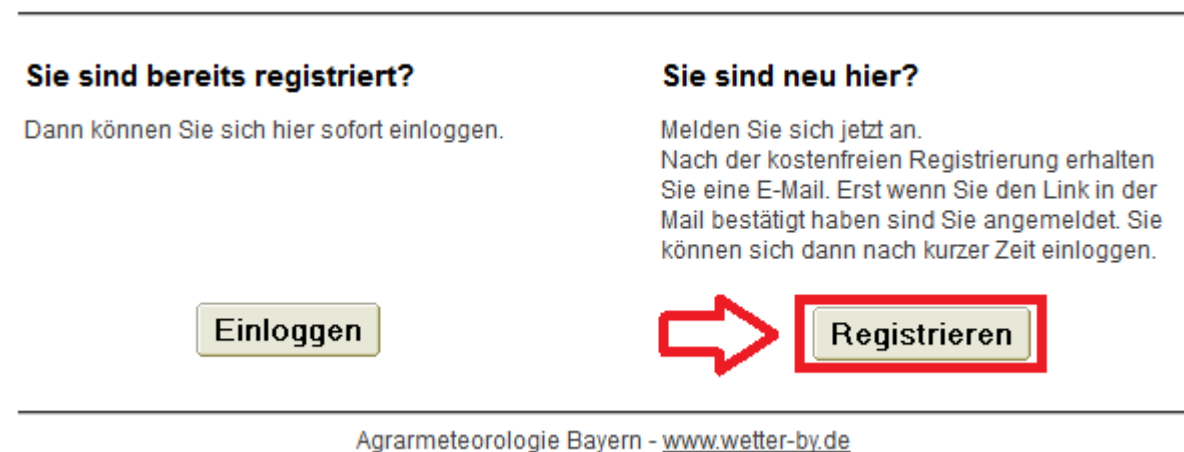 Sie sind bereits registriert?
Dann können Sie sich hier sofort einloggen.
Einloggen
Sie sind neu hier?
Melden Sie sich jetzt an.
Nach der kostenfreien Registrierung erhalten
Sie eine E-Mail. Erst wenn Sie den Link in der
Mail bestätigt haben sind Sie angemeldet. Sie
können sich dann nach kurzer Zeit einloggen.
Registrieren
Agrarmeteorologie Bayern - www.wetter-by.de